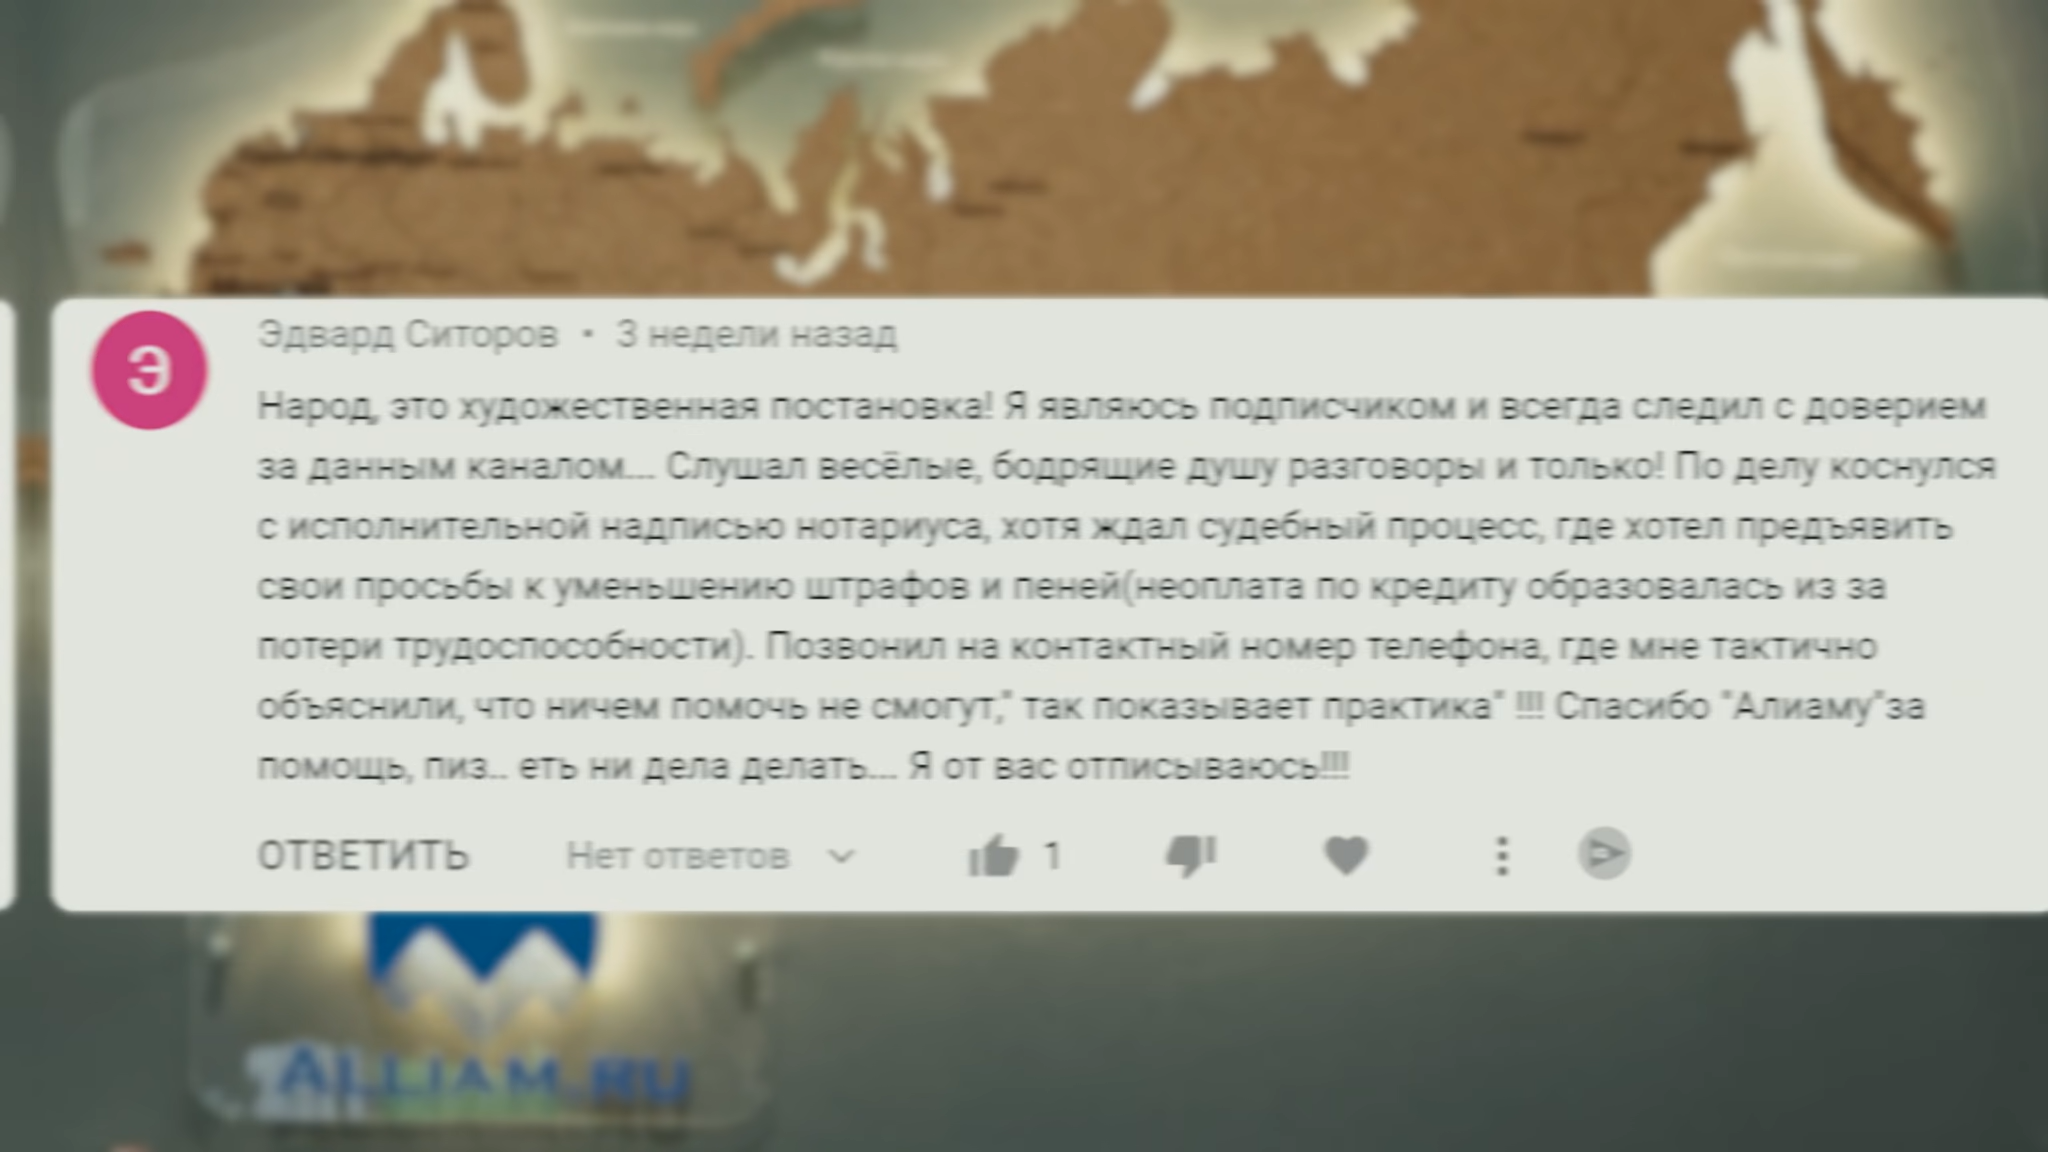 Эдвард Ситоров • 3 недели назад
Э
Народ, это художественная постановка! Я являюсь подписчиком и всегда следил с доверием
за данным каналом... Слушал весёлые, бодрящие душу разговоры и только! По делу коснулся
с исполнительной надписью нотариуса, хотя ждал судебный процесс, где хотел предъявить
свои просьбы к уменьшению штрафов и пеней(неоплата по кредиту образовалась из за
потери трудоспособности). Позвонил на контактный номер телефона, где мне тактично
объяснили, что ничем помочь не смогут," так показывает практика" !!! Спасибо "Алиаму"за
помощь, пиз.. еть ни дела делать... Я от вас отписываюсь!!!
ОТВЕТИТЬ Нет ответов 1
ALLIAM.RU